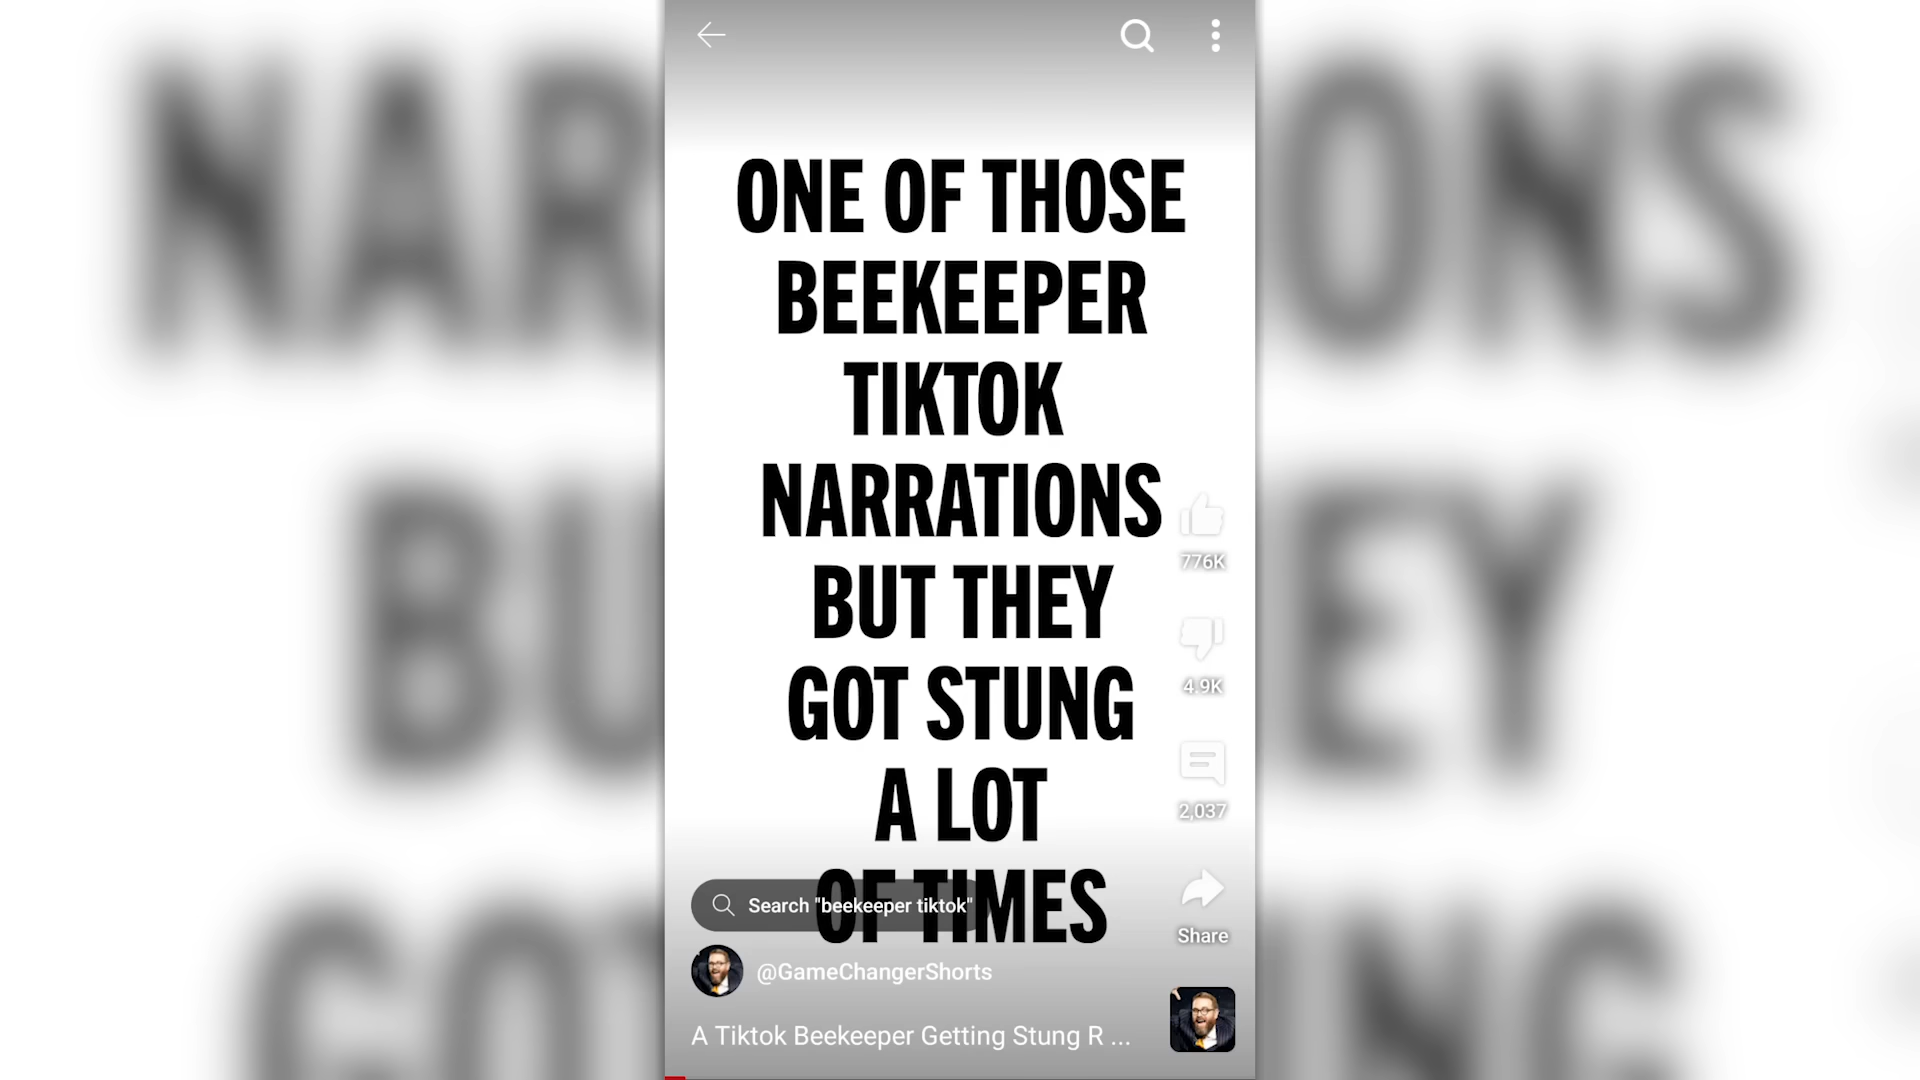 ONE OF THOSE
BEEKEEPER
TIKTOK
NARRATIONS
BUT THEY
GOT STUNG
A LOT
OF TIMES
776K
4.9K
2,037
Share
Search "beekeeper tiktok"
@GameChangerShorts
A Tiktok Beekeeper Getting Stung R ...